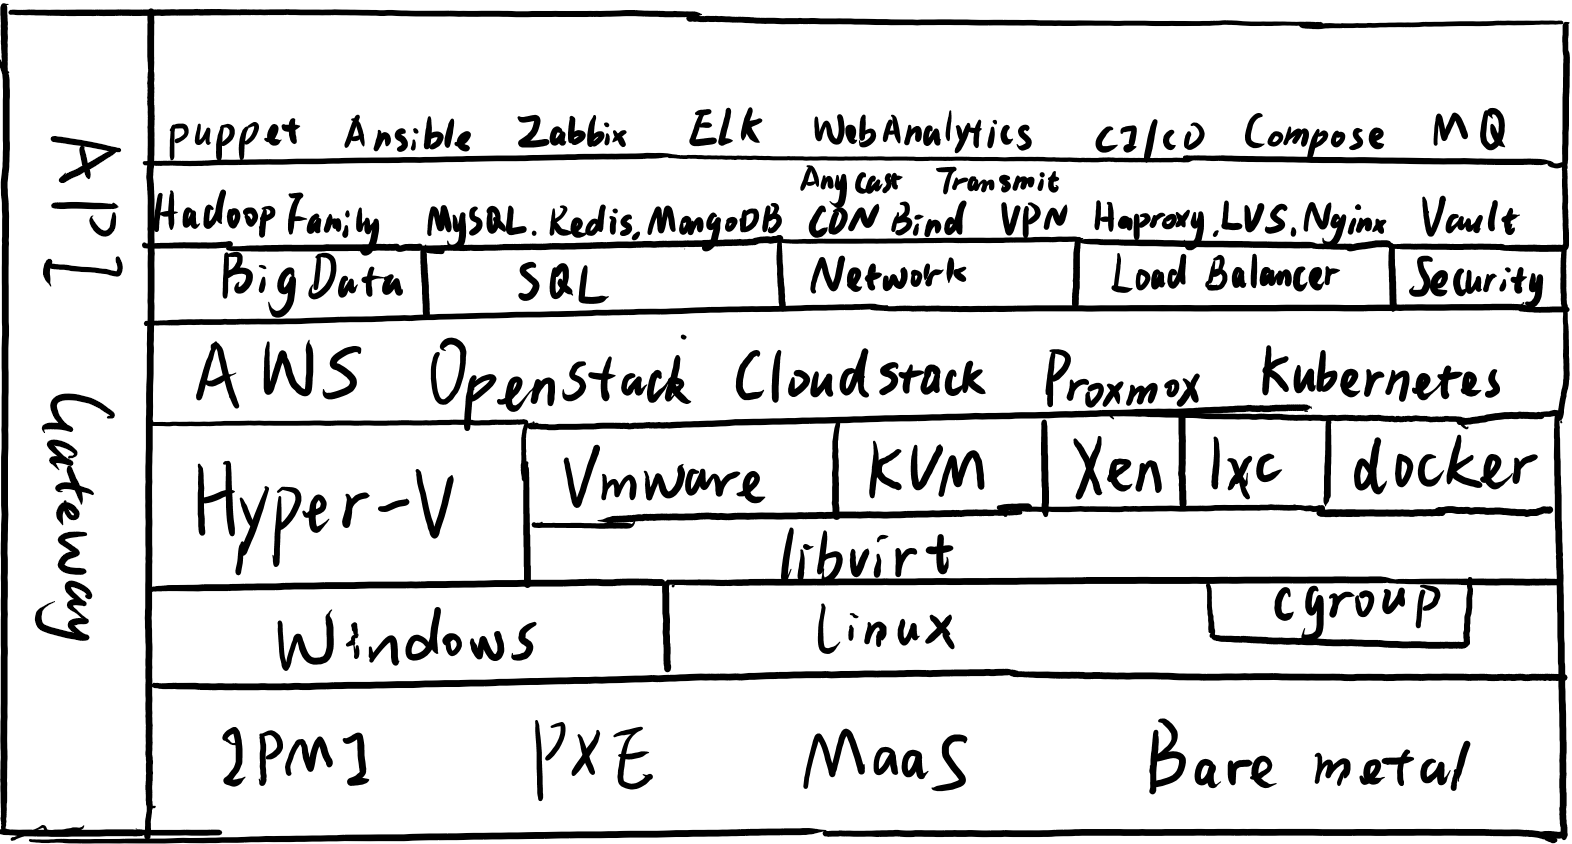 API Gateway
puppet Ansible Zabbix ELK WebAnalytics CI/CD Compose MQ
Anycast Transmit
Hadoop Family MySQL. Redis, MangoDB CDN Bind VPN Haproxy.LVS.Nginx Vault
Big Data SQL Network Load Balancer Security
AWS Openstack Cloudstack Proxmox Kubernetes
Hyper-V Vmware KVM Xen lxc docker
libvirt
Windows Linux cgroup
IPMI PXE MaaS Bare metal